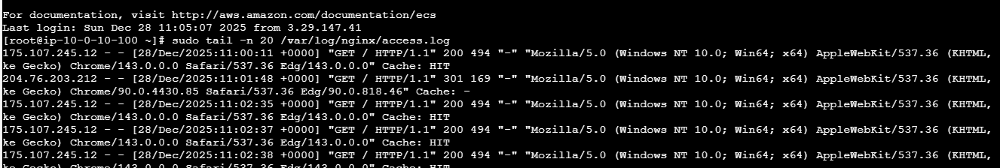 For documentation, visit http://aws.amazon.com/documentation/ecs
Last login: Sun Dec 28 11:05:07 2025 from 3.29.147.41
[root@ip-10-0-10-100 ~]# sudo tail -n 20 /var/log/nginx/access.log
175.107.245.12 - - [28/Dec/2025:11:00:11 +0000] "GET / HTTP/1.1" 200 494 "-" "Mozilla/5.0 (Windows NT 10.0; Win64; x64) AppleWebKit/537.36 (KHTML,
ke Gecko) Chrome/143.0.0.0 Safari/537.36 Edg/143.0.0.0" Cache: HIT
204.76.203.212 - - [28/Dec/2025:11:01:48 +0000] "GET / HTTP/1.1" 301 169 "-" "Mozilla/5.0 (Windows NT 10.0; Win64; x64) AppleWebKit/537.36 (KHTML,
ke Gecko) Chrome/90.0.4430.85 Safari/537.36 Edg/90.0.818.46" Cache: -
175.107.245.12 - - [28/Dec/2025:11:02:35 +0000] "GET / HTTP/1.1" 200 494 "-" "Mozilla/5.0 (Windows NT 10.0; Win64; x64) AppleWebKit/537.36 (KHTML,
ke Gecko) Chrome/143.0.0.0 Safari/537.36 Edg/143.0.0.0" Cache: HIT
175.107.245.12 - - [28/Dec/2025:11:02:37 +0000] "GET / HTTP/1.1" 200 494 "-" "Mozilla/5.0 (Windows NT 10.0; Win64; x64) AppleWebKit/537.36 (KHTML,
ke Gecko) Chrome/143.0.0.0 Safari/537.36 Edg/143.0.0.0" Cache: HIT
175.107.245.12 - - [28/Dec/2025:11:02:38 +0000] "GET / HTTP/1.1" 200 494 "-" "Mozilla/5.0 (Windows NT 10.0; Win64; x64) AppleWebKit/537.36 (KHTML,
ke Gecko) Chrome/143.0.0.0 Safari/537.36 Edg/143.0.0.0" Cache: HIT